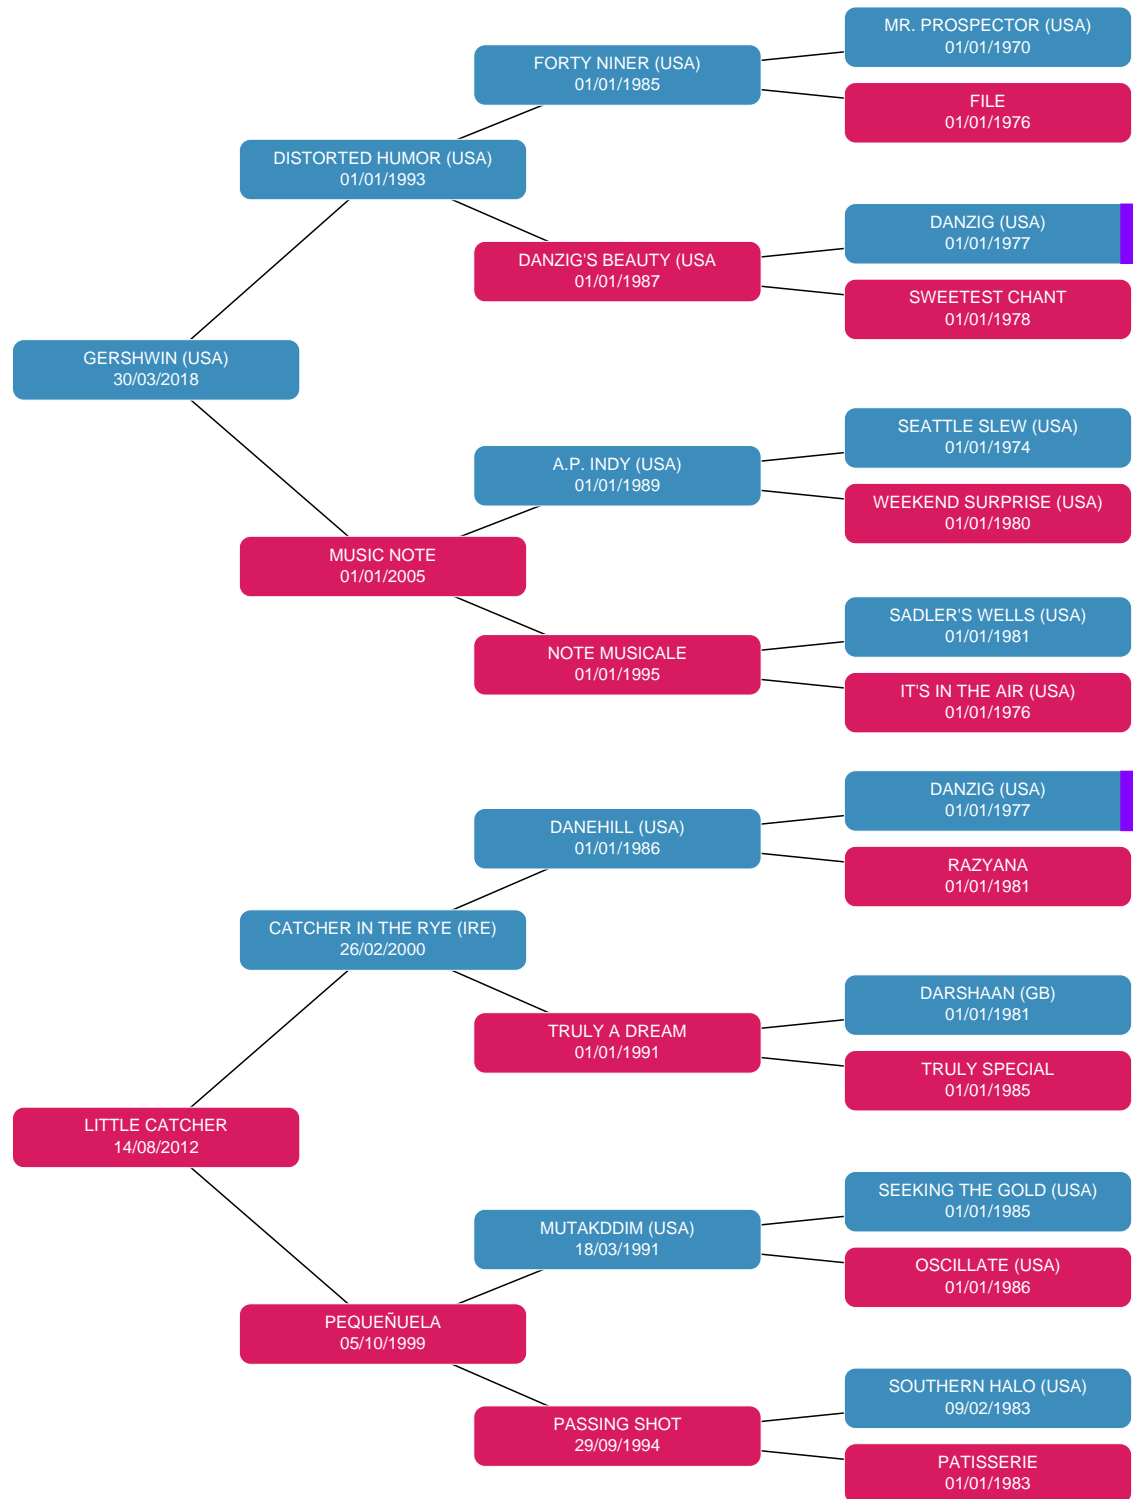 MR. PROSPECTOR (USA)
01/01/1970
FORTY NINER (USA)
01/01/1985
FILE
01/01/1976
DISTORTED HUMOR (USA)
01/01/1993
DANZIG (USA)
01/01/1977
DANZIG'S BEAUTY (USA
01/01/1987
SWEETEST CHANT
01/01/1978
GERSHWIN (USA)
30/03/2018
SEATTLE SLEW (USA)
01/01/1974
A.P. INDY (USA)
01/01/1989
WEEKEND SURPRISE (USA)
01/01/1980
MUSIC NOTE
01/01/2005
SADLER'S WELLS (USA)
01/01/1981
NOTE MUSICALE
01/01/1995
IT'S IN THE AIR (USA)
01/01/1976
DANZIG (USA)
01/01/1977
DANEHILL (USA)
01/01/1986
RAZYANA
01/01/1981
CATCHER IN THE RYE (IRE)
26/02/2000
DARSHAAN (GB)
01/01/1981
TRULY A DREAM
01/01/1991
TRULY SPECIAL
01/01/1985
LITTLE CATCHER
14/08/2012
SEEKING THE GOLD (USA)
01/01/1985
MUTAKDDIM (USA)
18/03/1991
OSCILLATE (USA)
01/01/1986
PEQUEÑUELA
05/10/1999
SOUTHERN HALO (USA)
09/02/1983
PASSING SHOT
29/09/1994
PATISSERIE
01/01/1983